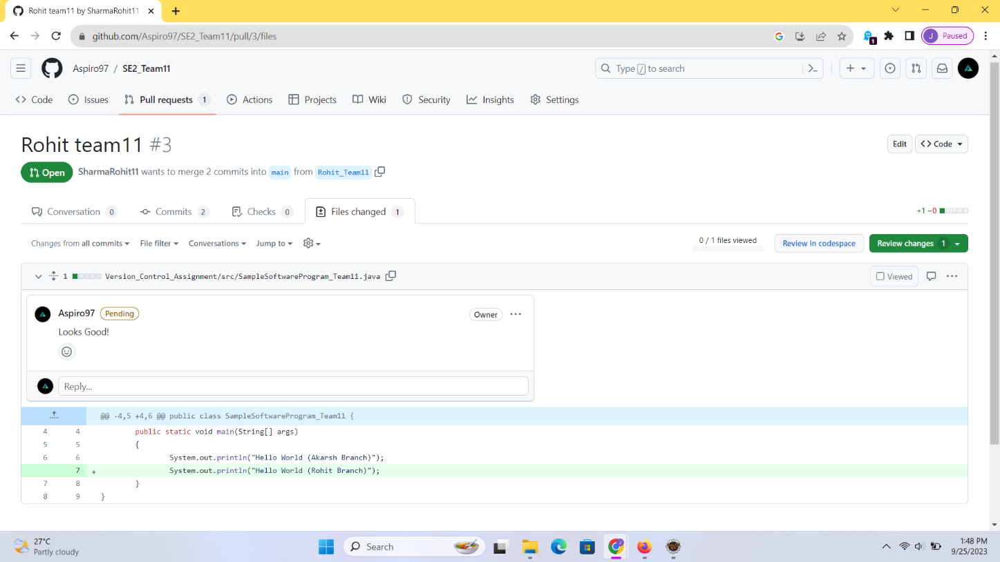 Rohit team11 by SharmaRohit11
github.com/Aspiro97/SE2_Team11/pull/3/files
1
J Paused
Aspiro97 / SE2_Team11
Type / to search
Code
Issues
Pull requests 1
Actions
Projects
Wiki
Security
Insights
Settings
Rohit team11 #3
Edit
Code
Open
SharmaRohit11 wants to merge 2 commits into main from Rohit_Team11
Conversation 0
Commits 2
Checks 0
Files changed 1
+1 −0
Changes from all commits
File filter
Conversations
Jump to
0 / 1 files viewed
Review in codespace
Review changes 1
1 Version_Control_Assignment/src/SampleSoftwareProgram_Team11.java
Viewed
Aspiro97 Pending
Owner
Looks Good!
Reply...
@@ -4,5 +4,6 @@ public class SampleSoftwareProgram_Team11 {
4 4 public static void main(String[] args)
5 5 {
6 6 System.out.println("Hello World (Akarsh Branch)");
7 + System.out.println("Hello World (Rohit Branch)");
7 8 }
8 9 }
27°C
Partly cloudy
Search
1:48 PM
9/25/2023